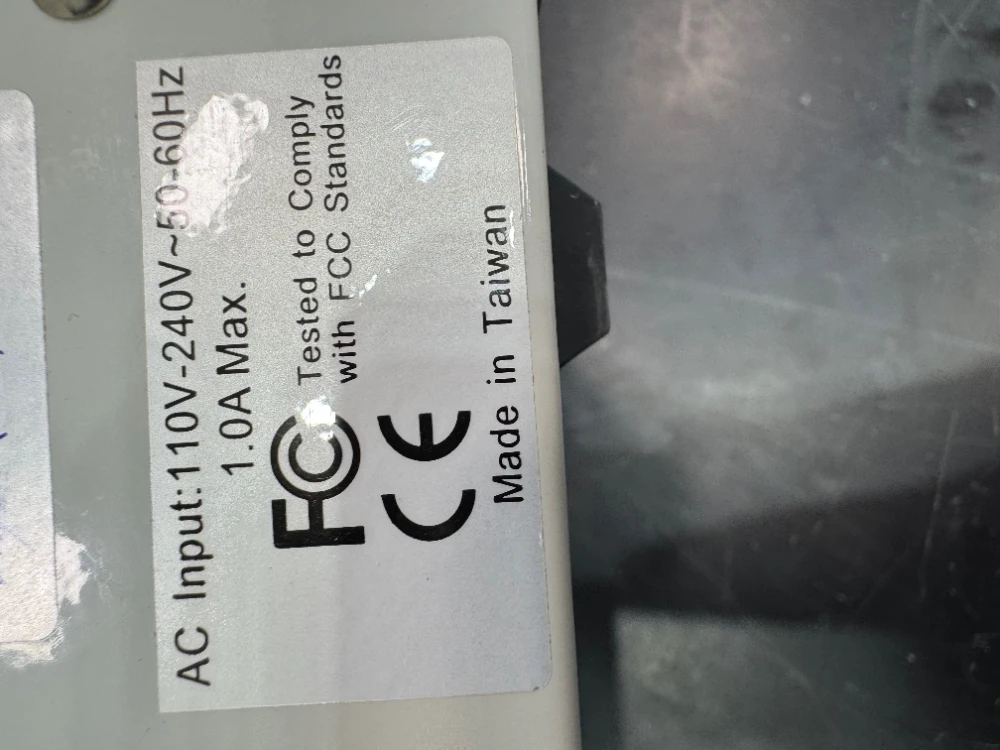 AC Input:110V-240V~50-60Hz
1.0A Max.
FC Tested to Comply
with FCC Standards
CE
Made in Taiwan